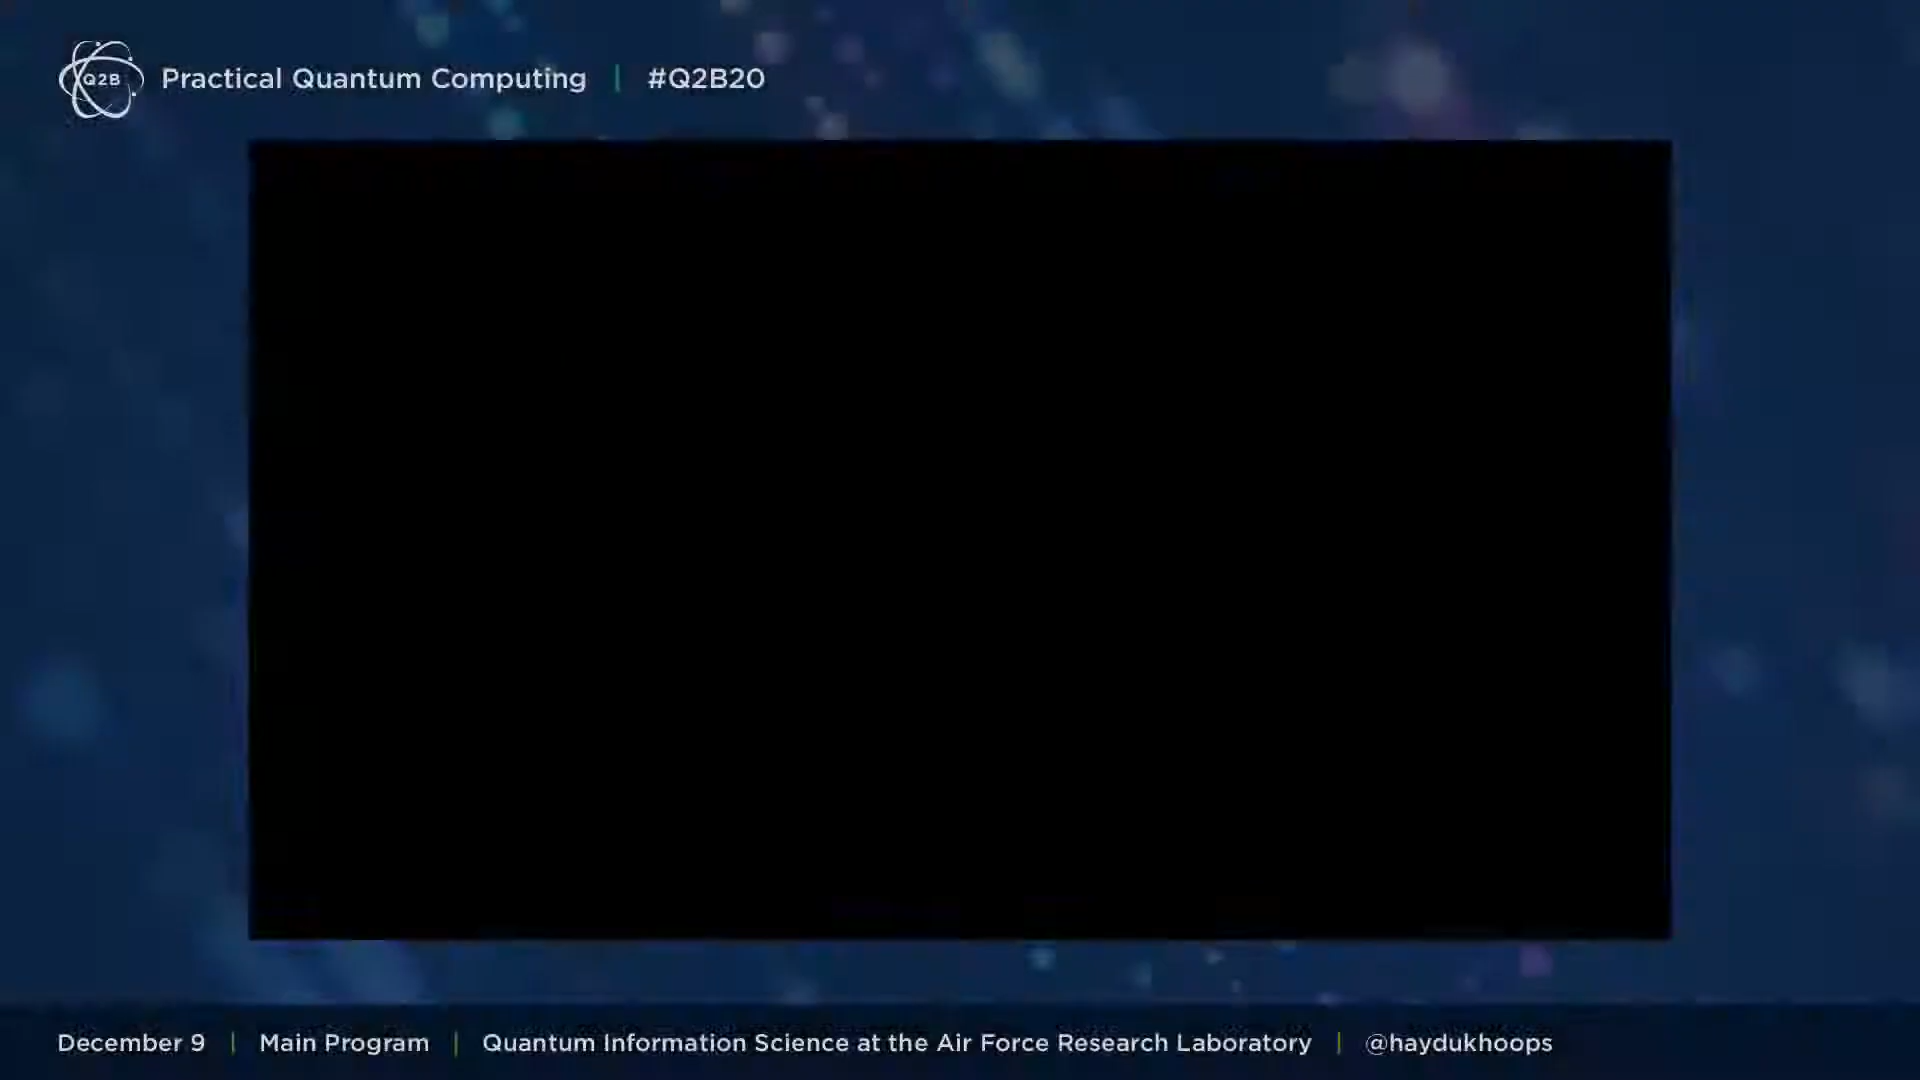 Q2B Practical Quantum Computing | #Q2B20
December 9 | Main Program | Quantum Information Science at the Air Force Research Laboratory | @haydukhoops